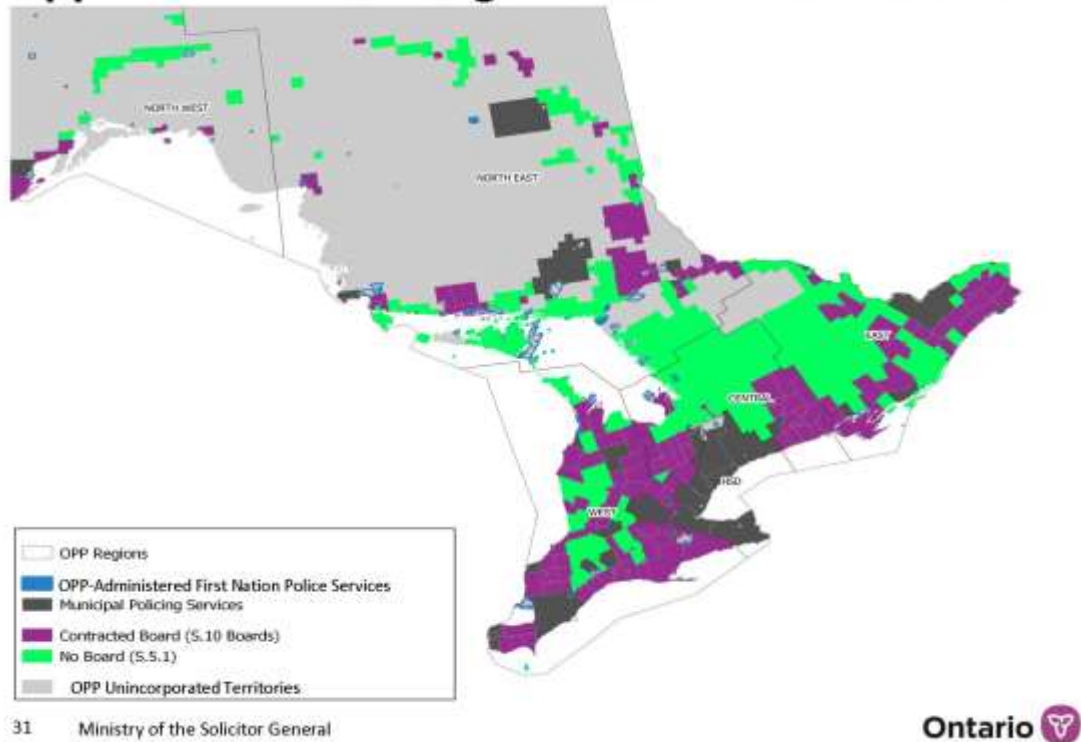 NORTH WEST
NORTH EAST
EAST
CENTRAL
HSD
WEST
OPP Regions
OPP-Administered First Nation Police Services
Municipal Policing Services
Contracted Board (S.10 Boards)
No Board (S.5.1)
OPP Unincorporated Territories
31 Ministry of the Solicitor General
Ontario